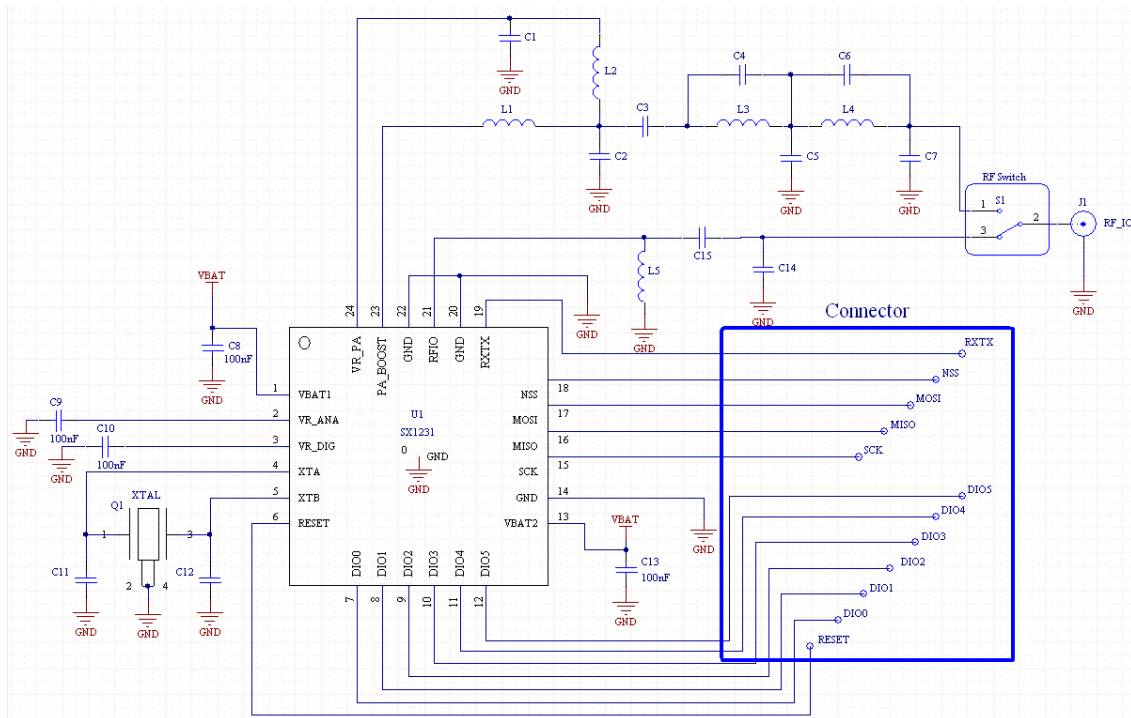 C1
GND
L2
C4
C6
L1
C3
L3
L4
C2
C5
C7
GND
GND
GND
RF Switch
S1
1
2
3
J1
RF_IO
GND
C15
C14
GND
L5
GND
GND
VBAT
C8
100nF
GND
24
23
22
21
20
19
VR_PA
PA_BOOST
GND
RFIO
GND
RXTX
Connector
RXTX
NSS
MOSI
MISO
SCK
DIO5
DIO4
DIO3
DIO2
DIO1
DIO0
RESET
1
VBAT1
2
VR_ANA
3
VR_DIG
4
XTA
5
XTB
6
RESET
U1
SX1231
0
GND
GND
NSS
18
MOSI
17
MISO
16
SCK
15
GND
14
VBAT2
13
GND
VBAT
C13
100nF
GND
C9
100nF
GND
C10
100nF
GND
XTAL
Q1
1
3
2
4
C11
C12
GND
GND
GND
DIO0
DIO1
DIO2
DIO3
DIO4
DIO5
7
8
9
10
11
12